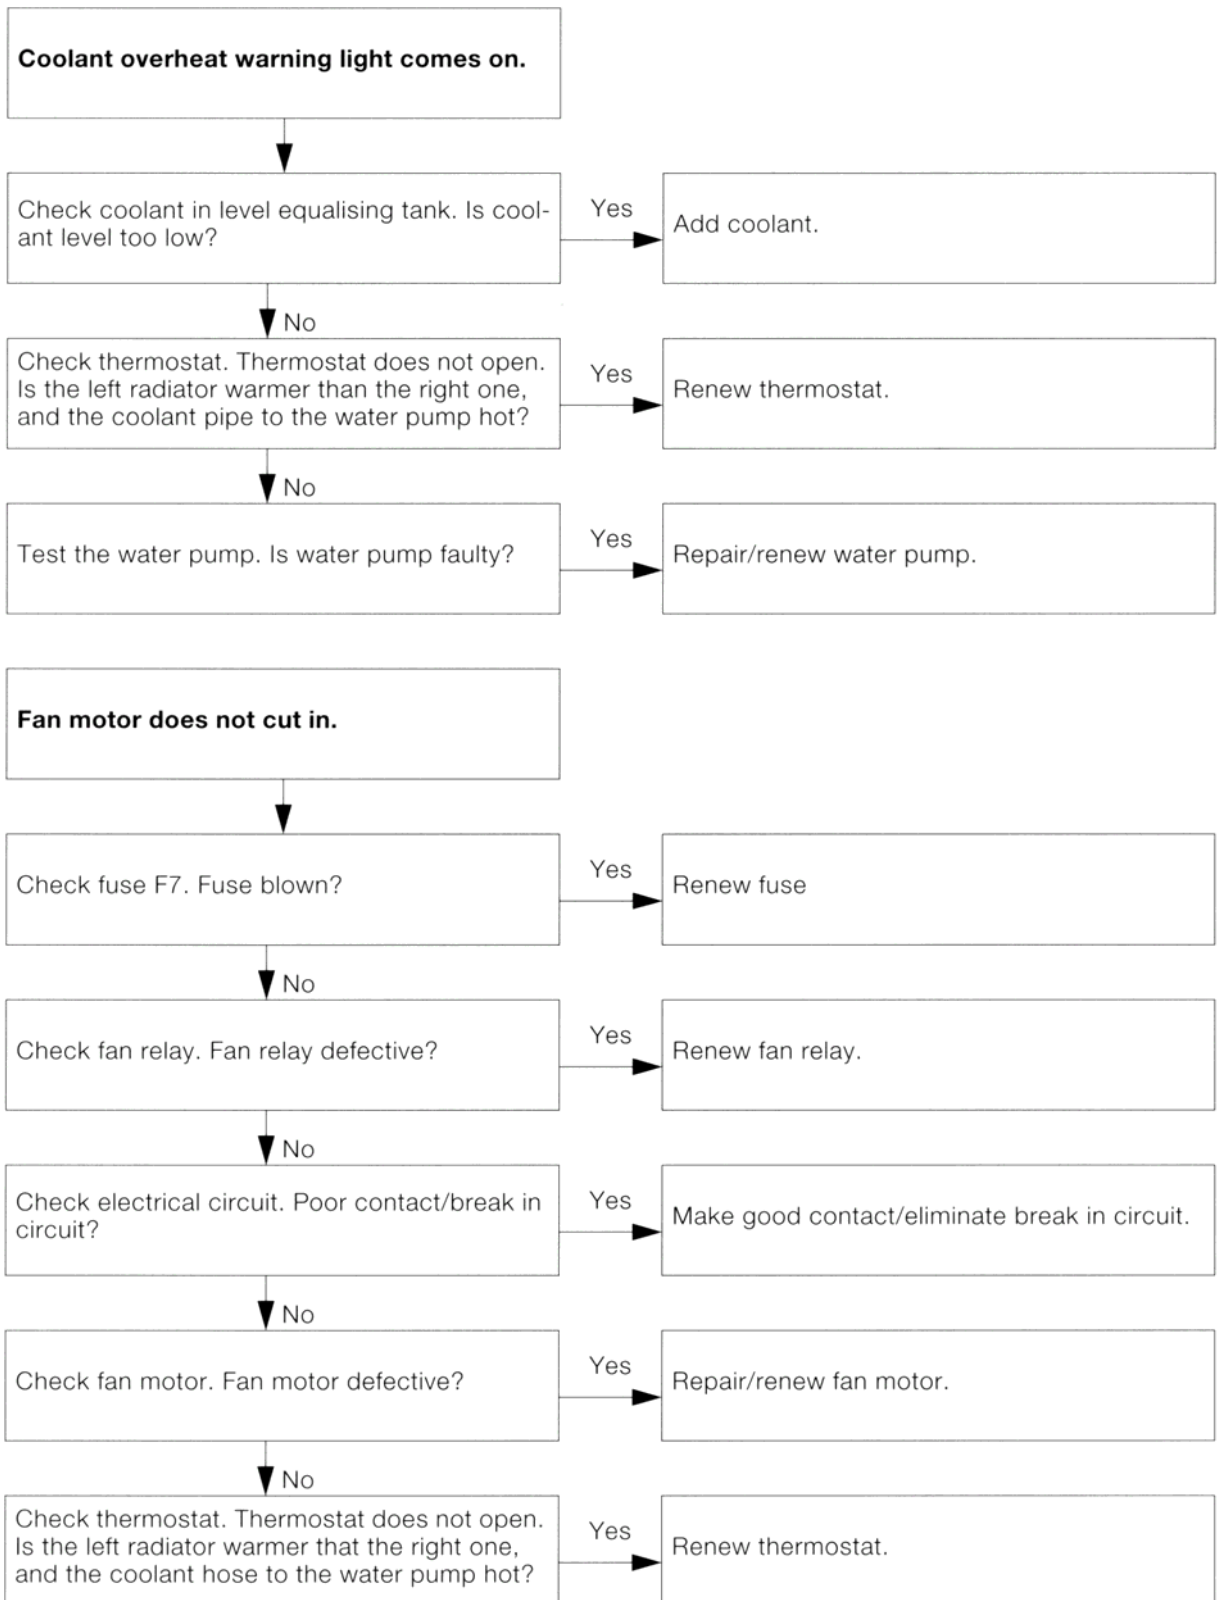 Coolant overheat warning light comes on.
Check coolant in level equalising tank. Is cool-
ant level too low?
Yes
Add coolant.
No
Check thermostat. Thermostat does not open.
Is the left radiator warmer than the right one,
and the coolant pipe to the water pump hot?
Yes
Renew thermostat.
No
Test the water pump. Is water pump faulty?
Yes
Repair/renew water pump.
Fan motor does not cut in.
Check fuse F7. Fuse blown?
Yes
Renew fuse
No
Check fan relay. Fan relay defective?
Yes
Renew fan relay.
No
Check electrical circuit. Poor contact/break in
circuit?
Yes
Make good contact/eliminate break in circuit.
No
Check fan motor. Fan motor defective?
Yes
Repair/renew fan motor.
No
Check thermostat. Thermostat does not open.
Is the left radiator warmer that the right one,
and the coolant hose to the water pump hot?
Yes
Renew thermostat.